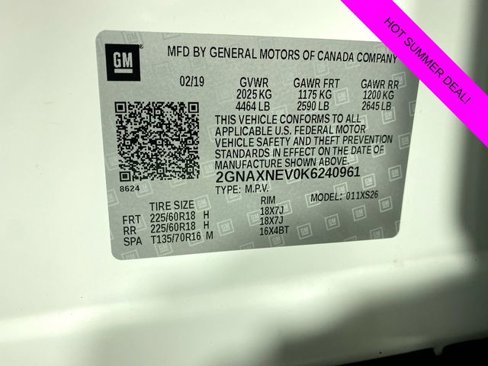 HOT SUMMER DEAL!
GM
MFD BY GENERAL MOTORS OF CANADA COMPANY
02/19 GVWR GAWR FRT GAWR RR
2025 KG 1175 KG 1200 KG
4464 LB 2590 LB 2645 LB
THIS VEHICLE CONFORMS TO ALL
APPLICABLE U.S. FEDERAL MOTOR
VEHICLE SAFETY AND THEFT PREVENTION
STANDARDS IN EFFECT ON THE DATE OF
MANUFACTURE SHOWN ABOVE.
2GNAXNEV0K6240961
8624 TYPE: M.P.V. MODEL: 011XS26
TIRE SIZE RIM
FRT 225/60R18 H 18X7J
RR 225/60R18 H 18X7J
SPA T135/70R16 M 16X4BT